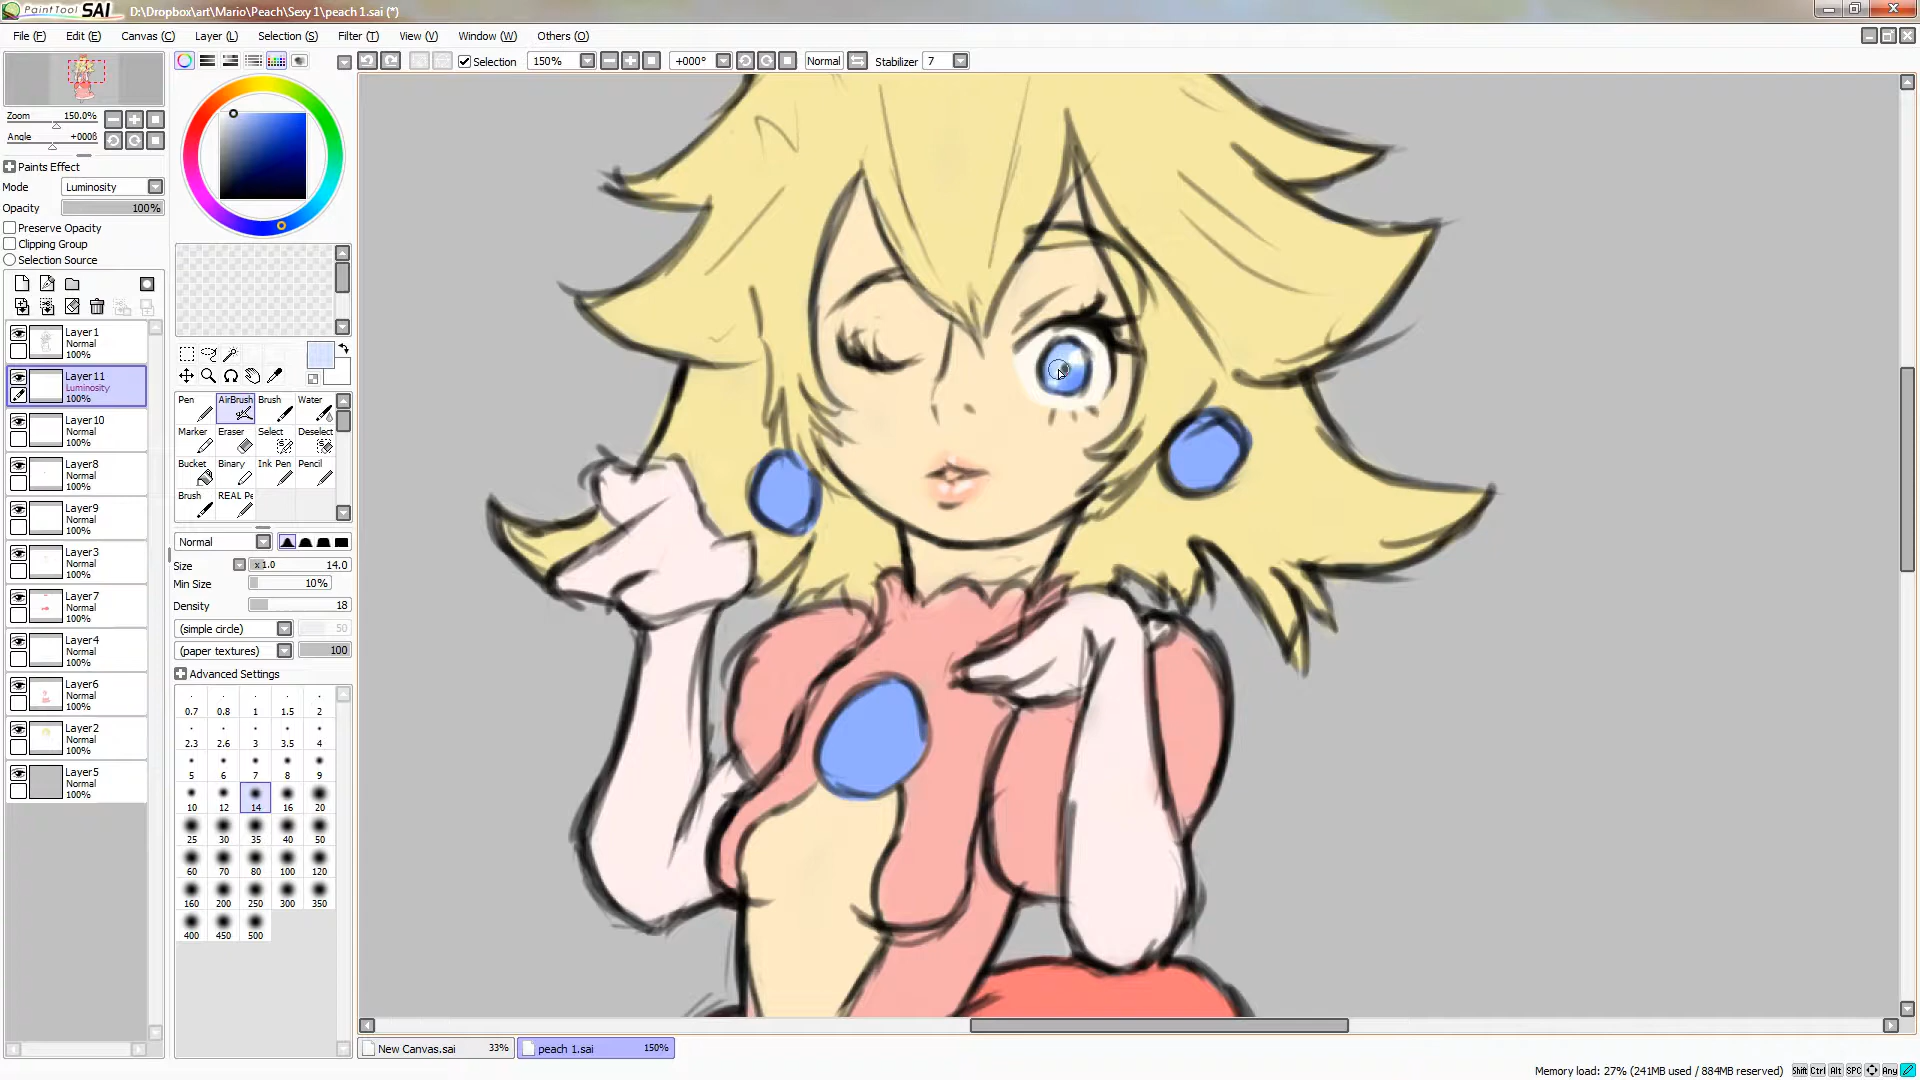 PaintTool SAI D:\Dropbox\art\Mario\Peach\Sexy 1\peach 1.sai (*)
File (F) Edit (E) Canvas (C) Layer (L) Selection (S) Filter (T) View (V) Window (W) Others (O)
Selection 150% +000° Normal Stabilizer 7
Zoom 150.0%
Angle +000ß
Paints Effect
Mode Luminosity
Opacity 100%
Preserve Opacity
Clipping Group
Selection Source
Layer1
Normal
100%
Layer11
Luminosity
100%
Layer10
Normal
100%
Layer8
Normal
100%
Layer9
Normal
100%
Layer3
Normal
100%
Layer7
Normal
100%
Layer4
Normal
100%
Layer6
Normal
100%
Layer2
Normal
100%
Layer5
Normal
100%
Pen AirBrush Brush Water
Marker Eraser Select Deselect
Bucket Binary Ink Pen Pencil
Brush REAL Pe
Normal
Size x1.0 14.0
Min Size 10%
Density 18
(simple circle) 50
(paper textures) 100
Advanced Settings
0.7 0.8 1 1.5 2
2.3 2.6 3 3.5 4
5 6 7 8 9
10 12 14 16 20
25 30 35 40 50
60 70 80 100 120
160 200 250 300 350
400 450 500
New Canvas.sai 33% peach 1.sai 150%
Memory load: 27% (241MB used / 884MB reserved) Shift Ctrl Alt SPC Any